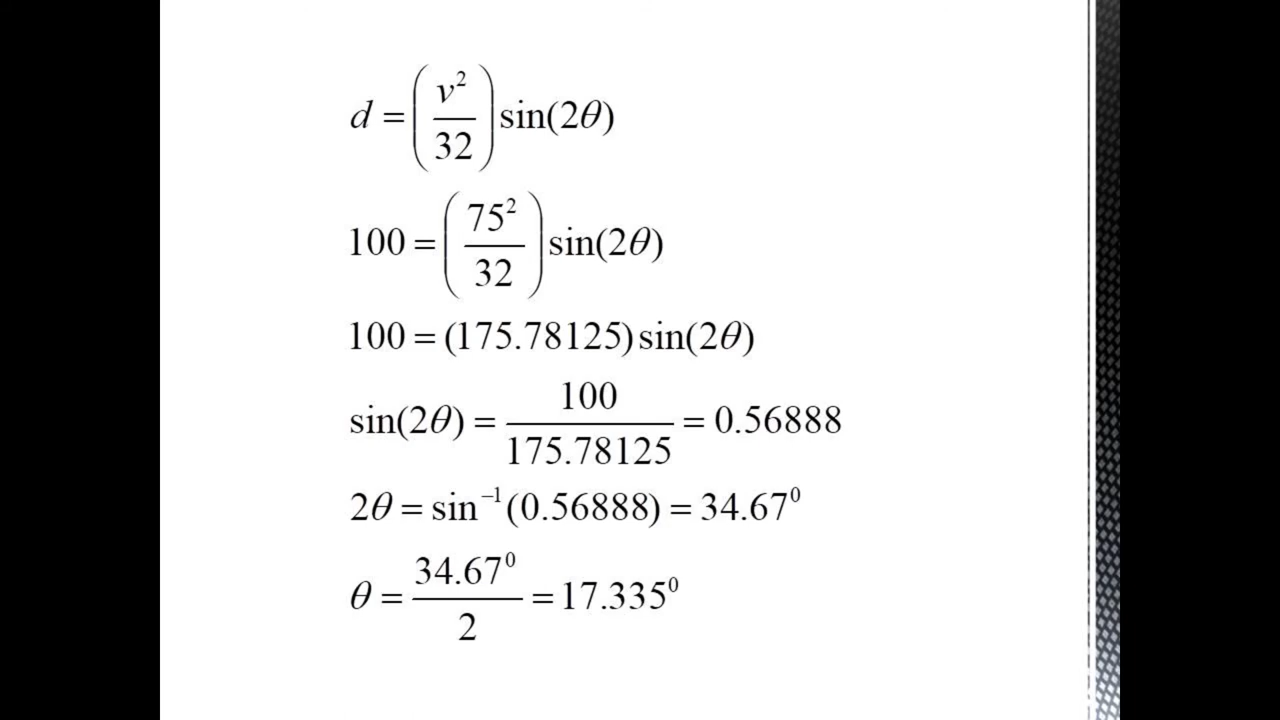 d = (v²/32) sin(2θ)
100 = (75²/32) sin(2θ)
100 = (175.78125) sin(2θ)
sin(2θ) = 100/175.78125 = 0.56888
2θ = sin⁻¹(0.56888) = 34.67⁰
θ = 34.67⁰/2 = 17.335⁰